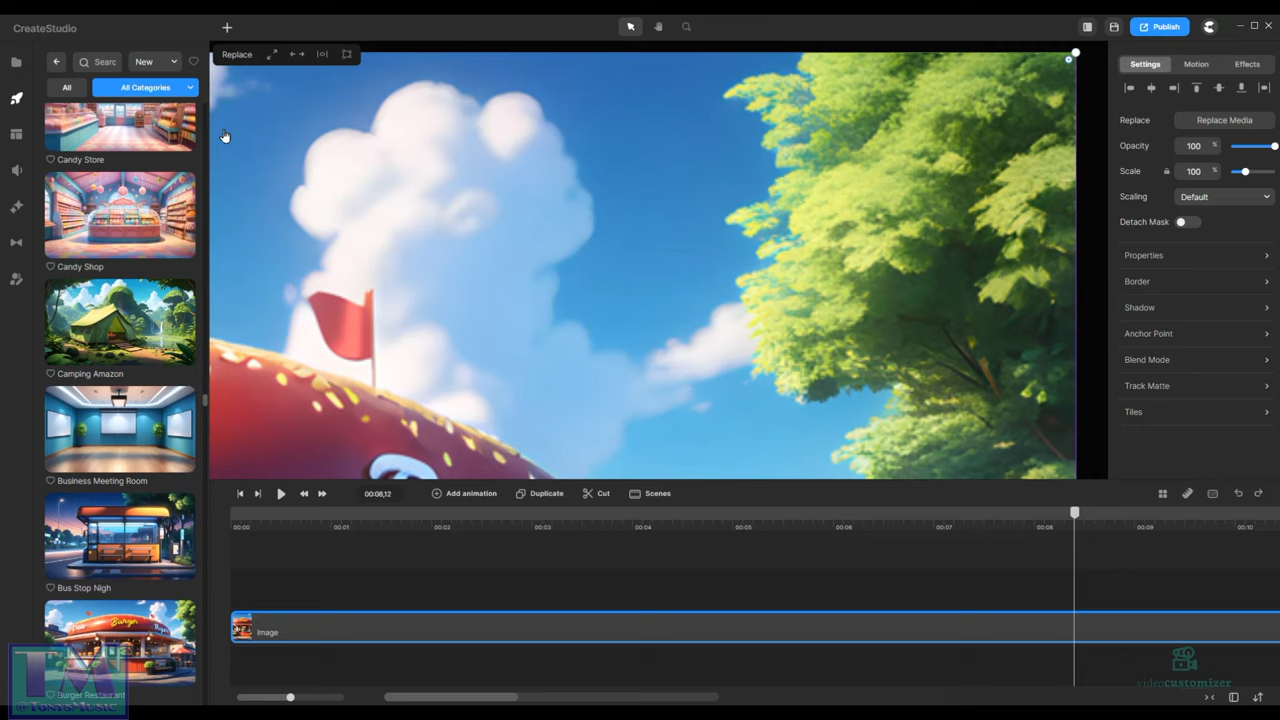 CreateStudio
Publish
Replace
Searc
New
All
All Categories
Candy Store
Candy Shop
Camping Amazon
Business Meeting Room
Bus Stop Nigh
Burger
Burger Restaurant
TM
@TonysMusic
Settings
Motion
Effects
Replace
Replace Media
Opacity
100 %
Scale
100 %
Scaling
Default
Detach Mask
Properties
Border
Shadow
Anchor Point
Blend Mode
Track Matte
Tiles
00:08,12
Add animation
Duplicate
Cut
Scenes
00:00 00:01 00:02 00:03 00:04 00:05 00:06 00:07 00:08 00:09 00:10
Image
videocustomizer